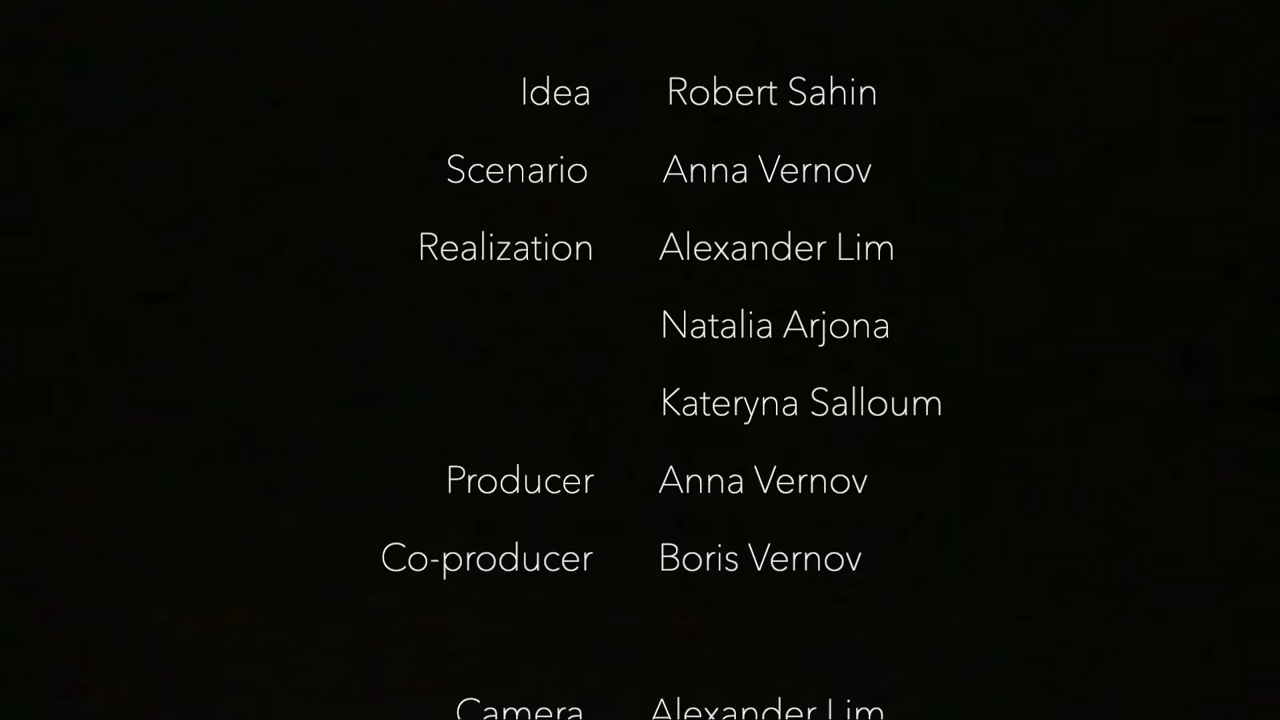 Idea Robert Sahin
Scenario Anna Vernov
Realization Alexander Lim
Natalia Arjona
Kateryna Salloum
Producer Anna Vernov
Co-producer Boris Vernov
Camera Alexander Lim